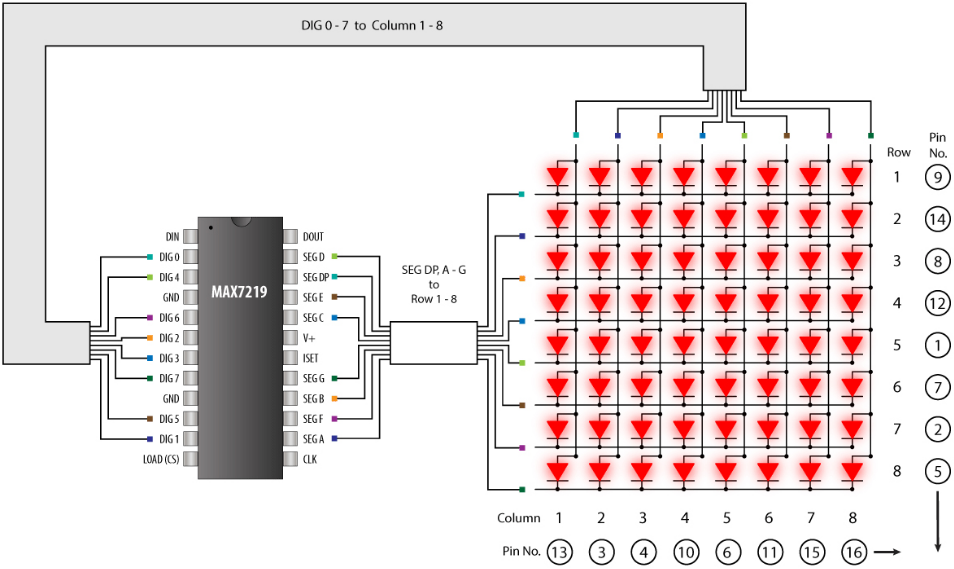 DIG 0 - 7 to Column 1 - 8
Pin
No.
Row
1 9
2 14
3 8
4 12
5 1
6 7
7 2
8 5
DIN
DIG 0
DIG 4
GND
DIG 6
DIG 2
DIG 3
DIG 7
GND
DIG 5
DIG 1
LOAD (CS)
MAX7219
DOUT
SEG D
SEG DP
SEG E
SEG C
V+
ISET
SEG G
SEG B
SEG F
SEG A
CLK
SEG DP, A - G
to
Row 1 - 8
Column 1 2 3 4 5 6 7 8
Pin No. 13 3 4 10 6 11 15 16